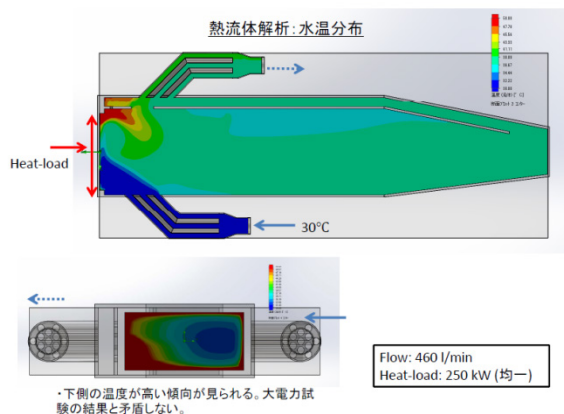 熱流体解析:水温分布
Heat-load
30°C
Flow: 460 l/min
Heat-load: 250 kW (均一)
・下側の温度が高い傾向が見られる。大電力試
験の結果と矛盾しない。